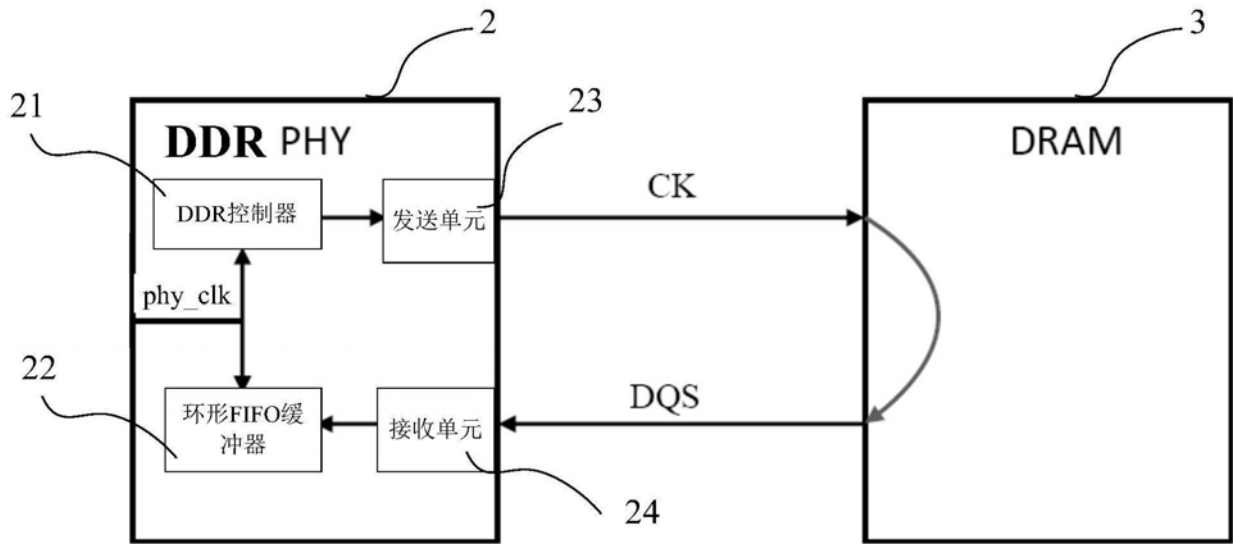 2
3
21
23
DDR PHY
DRAM
DDR控制器
发送单元
CK
phy_clk
22
环形FIFO缓
冲器
接收单元
DQS
24